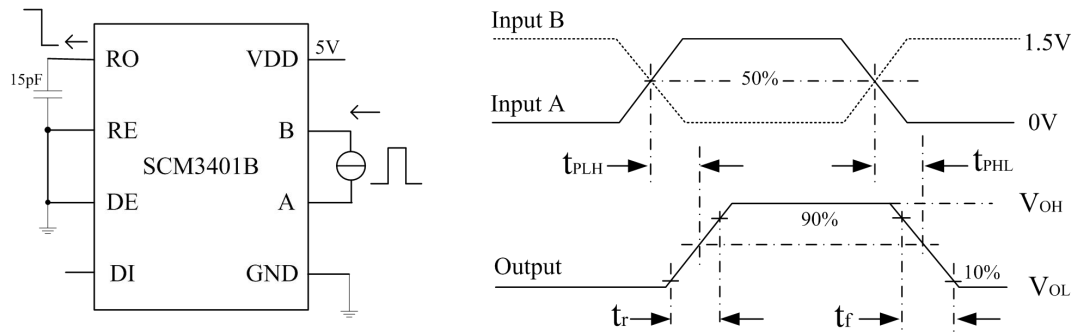 RO
VDD
5V
15pF
RE
B
SCM3401B
DE
A
DI
GND
Input B
1.5V
50%
Input A
0V
tPLH
tPHL
VOH
90%
Output
10%
VOL
tr
tf